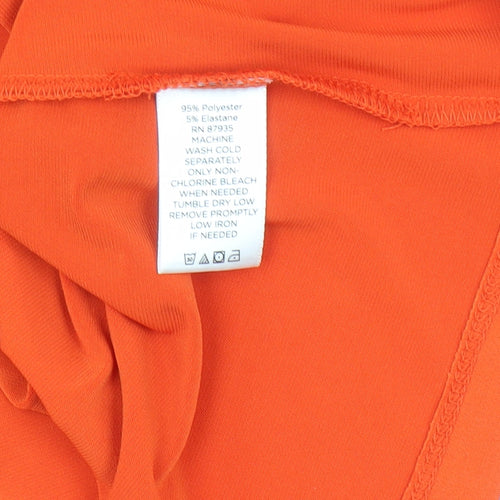 95% Polyester
5% Elastane
RN 87935
MACHINE
WASH COLD
SEPARATELY
ONLY NON-
CHLORINE BLEACH
WHEN NEEDED
TUMBLE DRY LOW
REMOVE PROMPTLY
LOW IRON
IF NEEDED
30